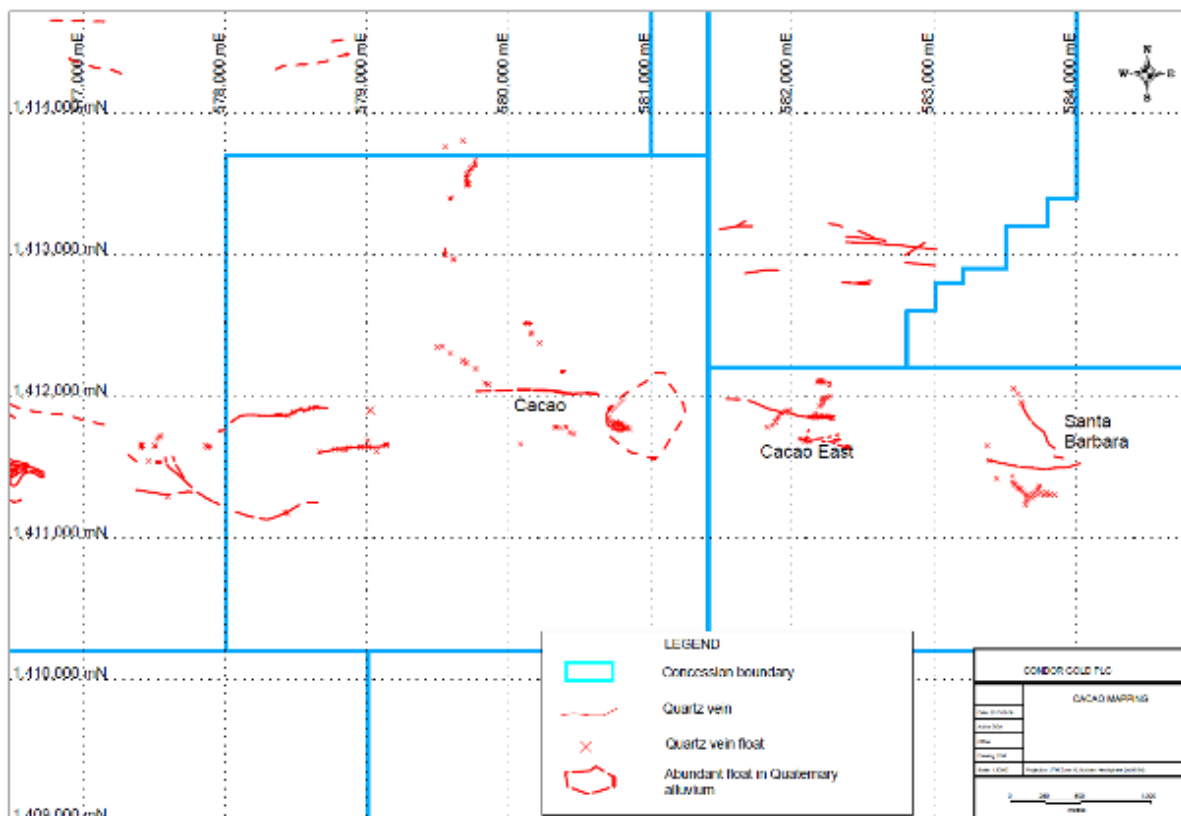 577,000 mE
578,000 mE
579,000 mE
580,000 mE
581,000 mE
582,000 mE
583,000 mE
584,000 mE
N
W
E
S
1,414,000 mN
1,413,000 mN
1,412,000 mN
Cacao
Cacao East
Santa
Barbara
1,411,000 mN
1,410,000 mN
1,409,000 mN
LEGEND
Concession boundary
Quartz vein
Quartz vein float
Abundant float in Quaternary
alluvium
CONDOR GOLD PLC
CACAO MAPPING